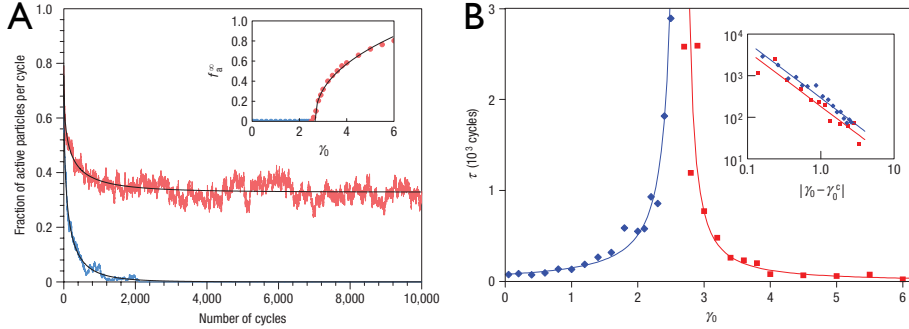 A
Fraction of active particles per cycle
1.0
0.8
0.6
0.4
0.2
0
0 2,000 4,000 6,000 8,000 10,000
Number of cycles
f_a^∞
1.0
0.8
0.6
0.4
0.2
0
0 2 4 6
γ₀
B
τ (10³ cycles)
3
2
1
0
0 1 2 3 4 5 6
γ₀
10⁴
10³
10²
10¹
0.1 1.0 10
|γ₀ − γ₀ᶜ|